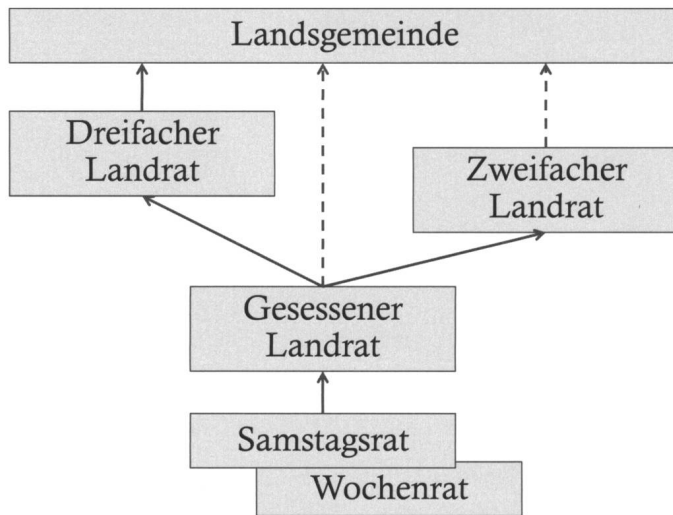 Landsgemeinde
Dreifacher
Landrat
Zweifacher
Landrat
Gesessener
Landrat
Samstagsrat
Wochenrat